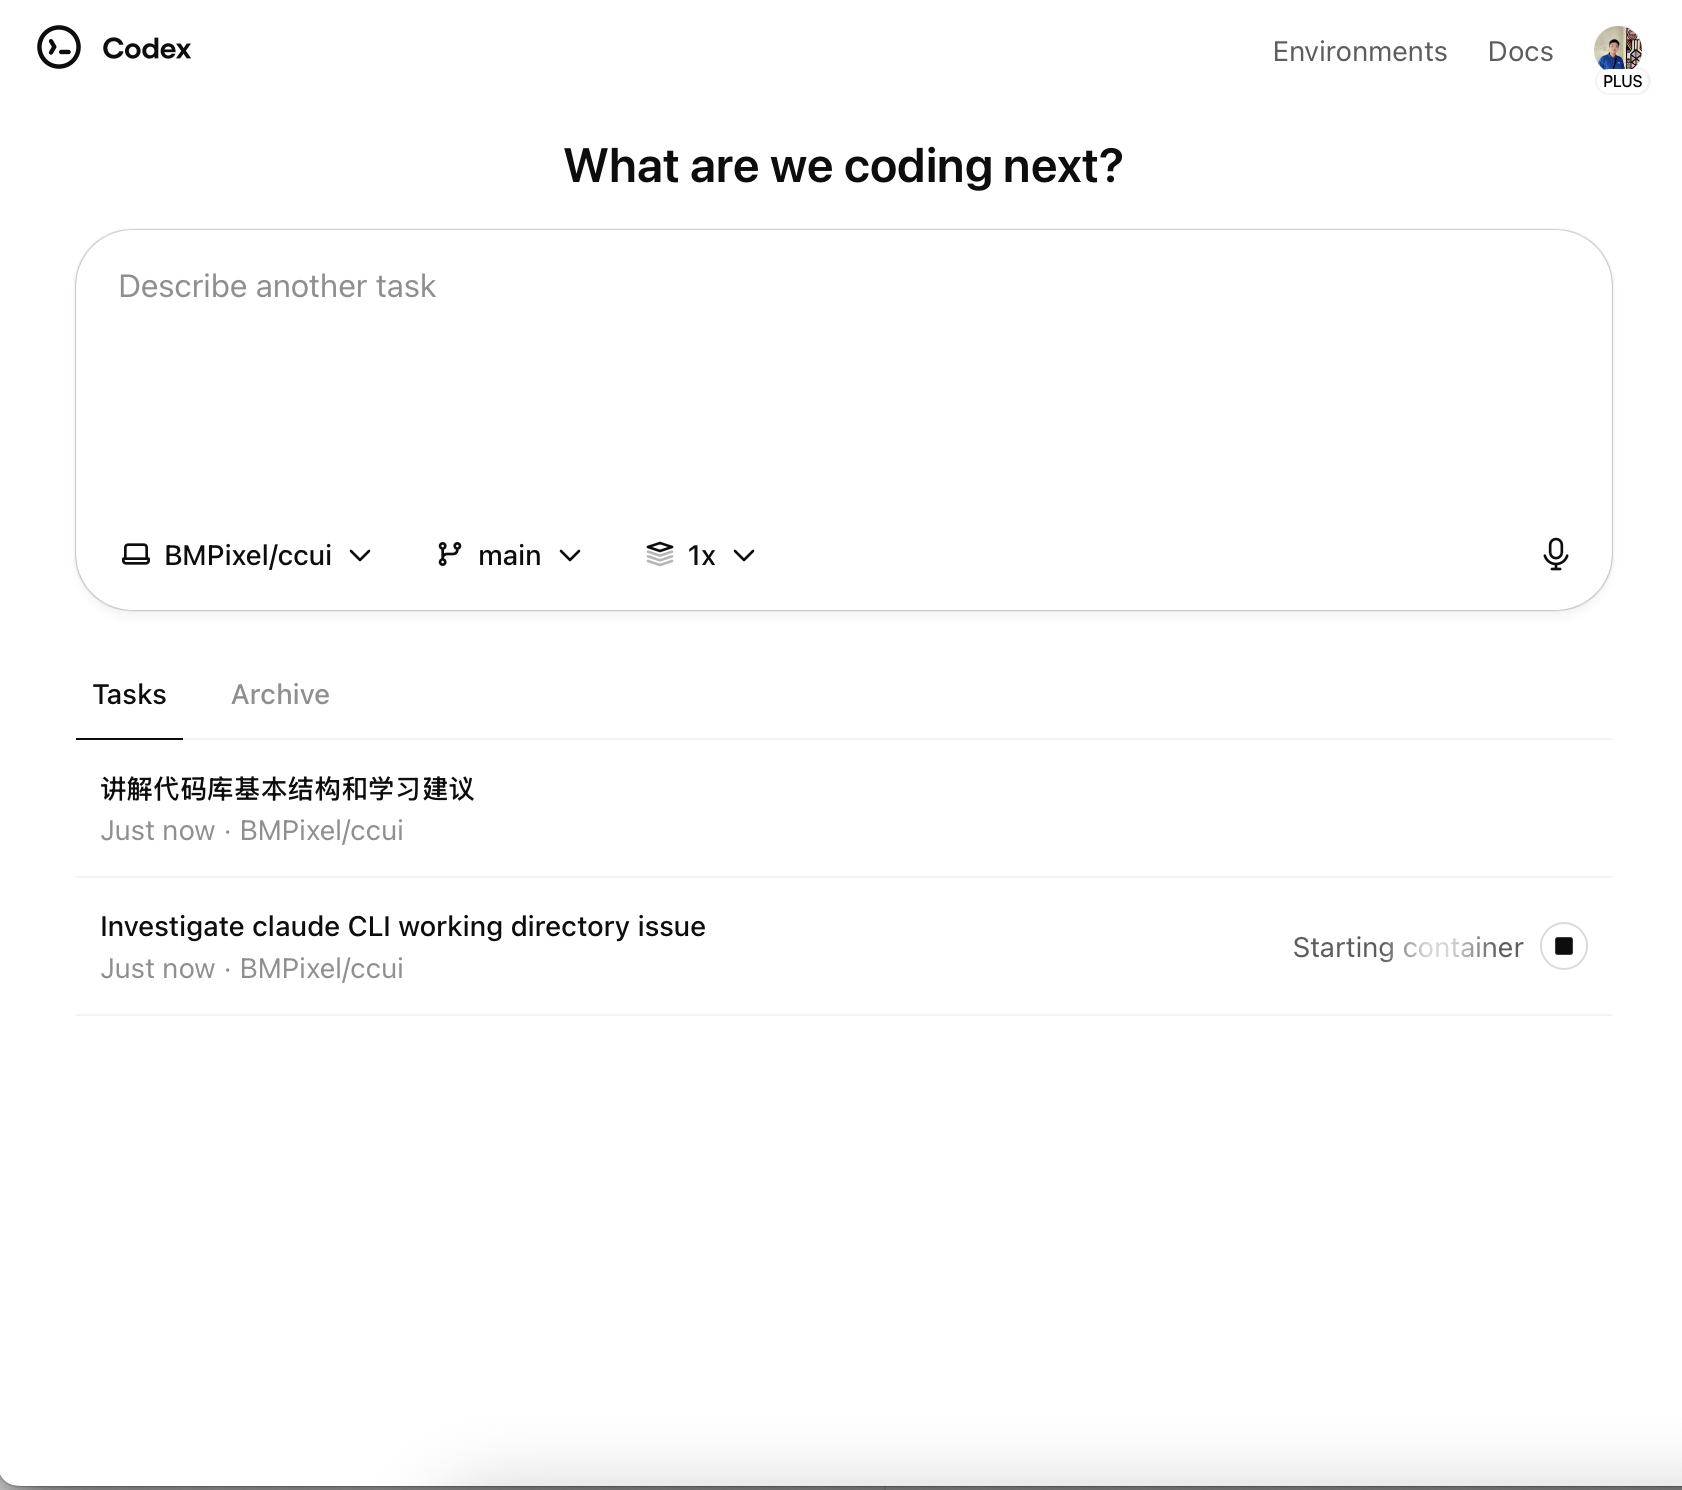 Codex
Environments
Docs
PLUS
What are we coding next?
Describe another task
BMPixel/ccui
main
1x
Tasks
Archive
讲解代码库基本结构和学习建议
Just now · BMPixel/ccui
Investigate claude CLI working directory issue
Just now · BMPixel/ccui
Starting container